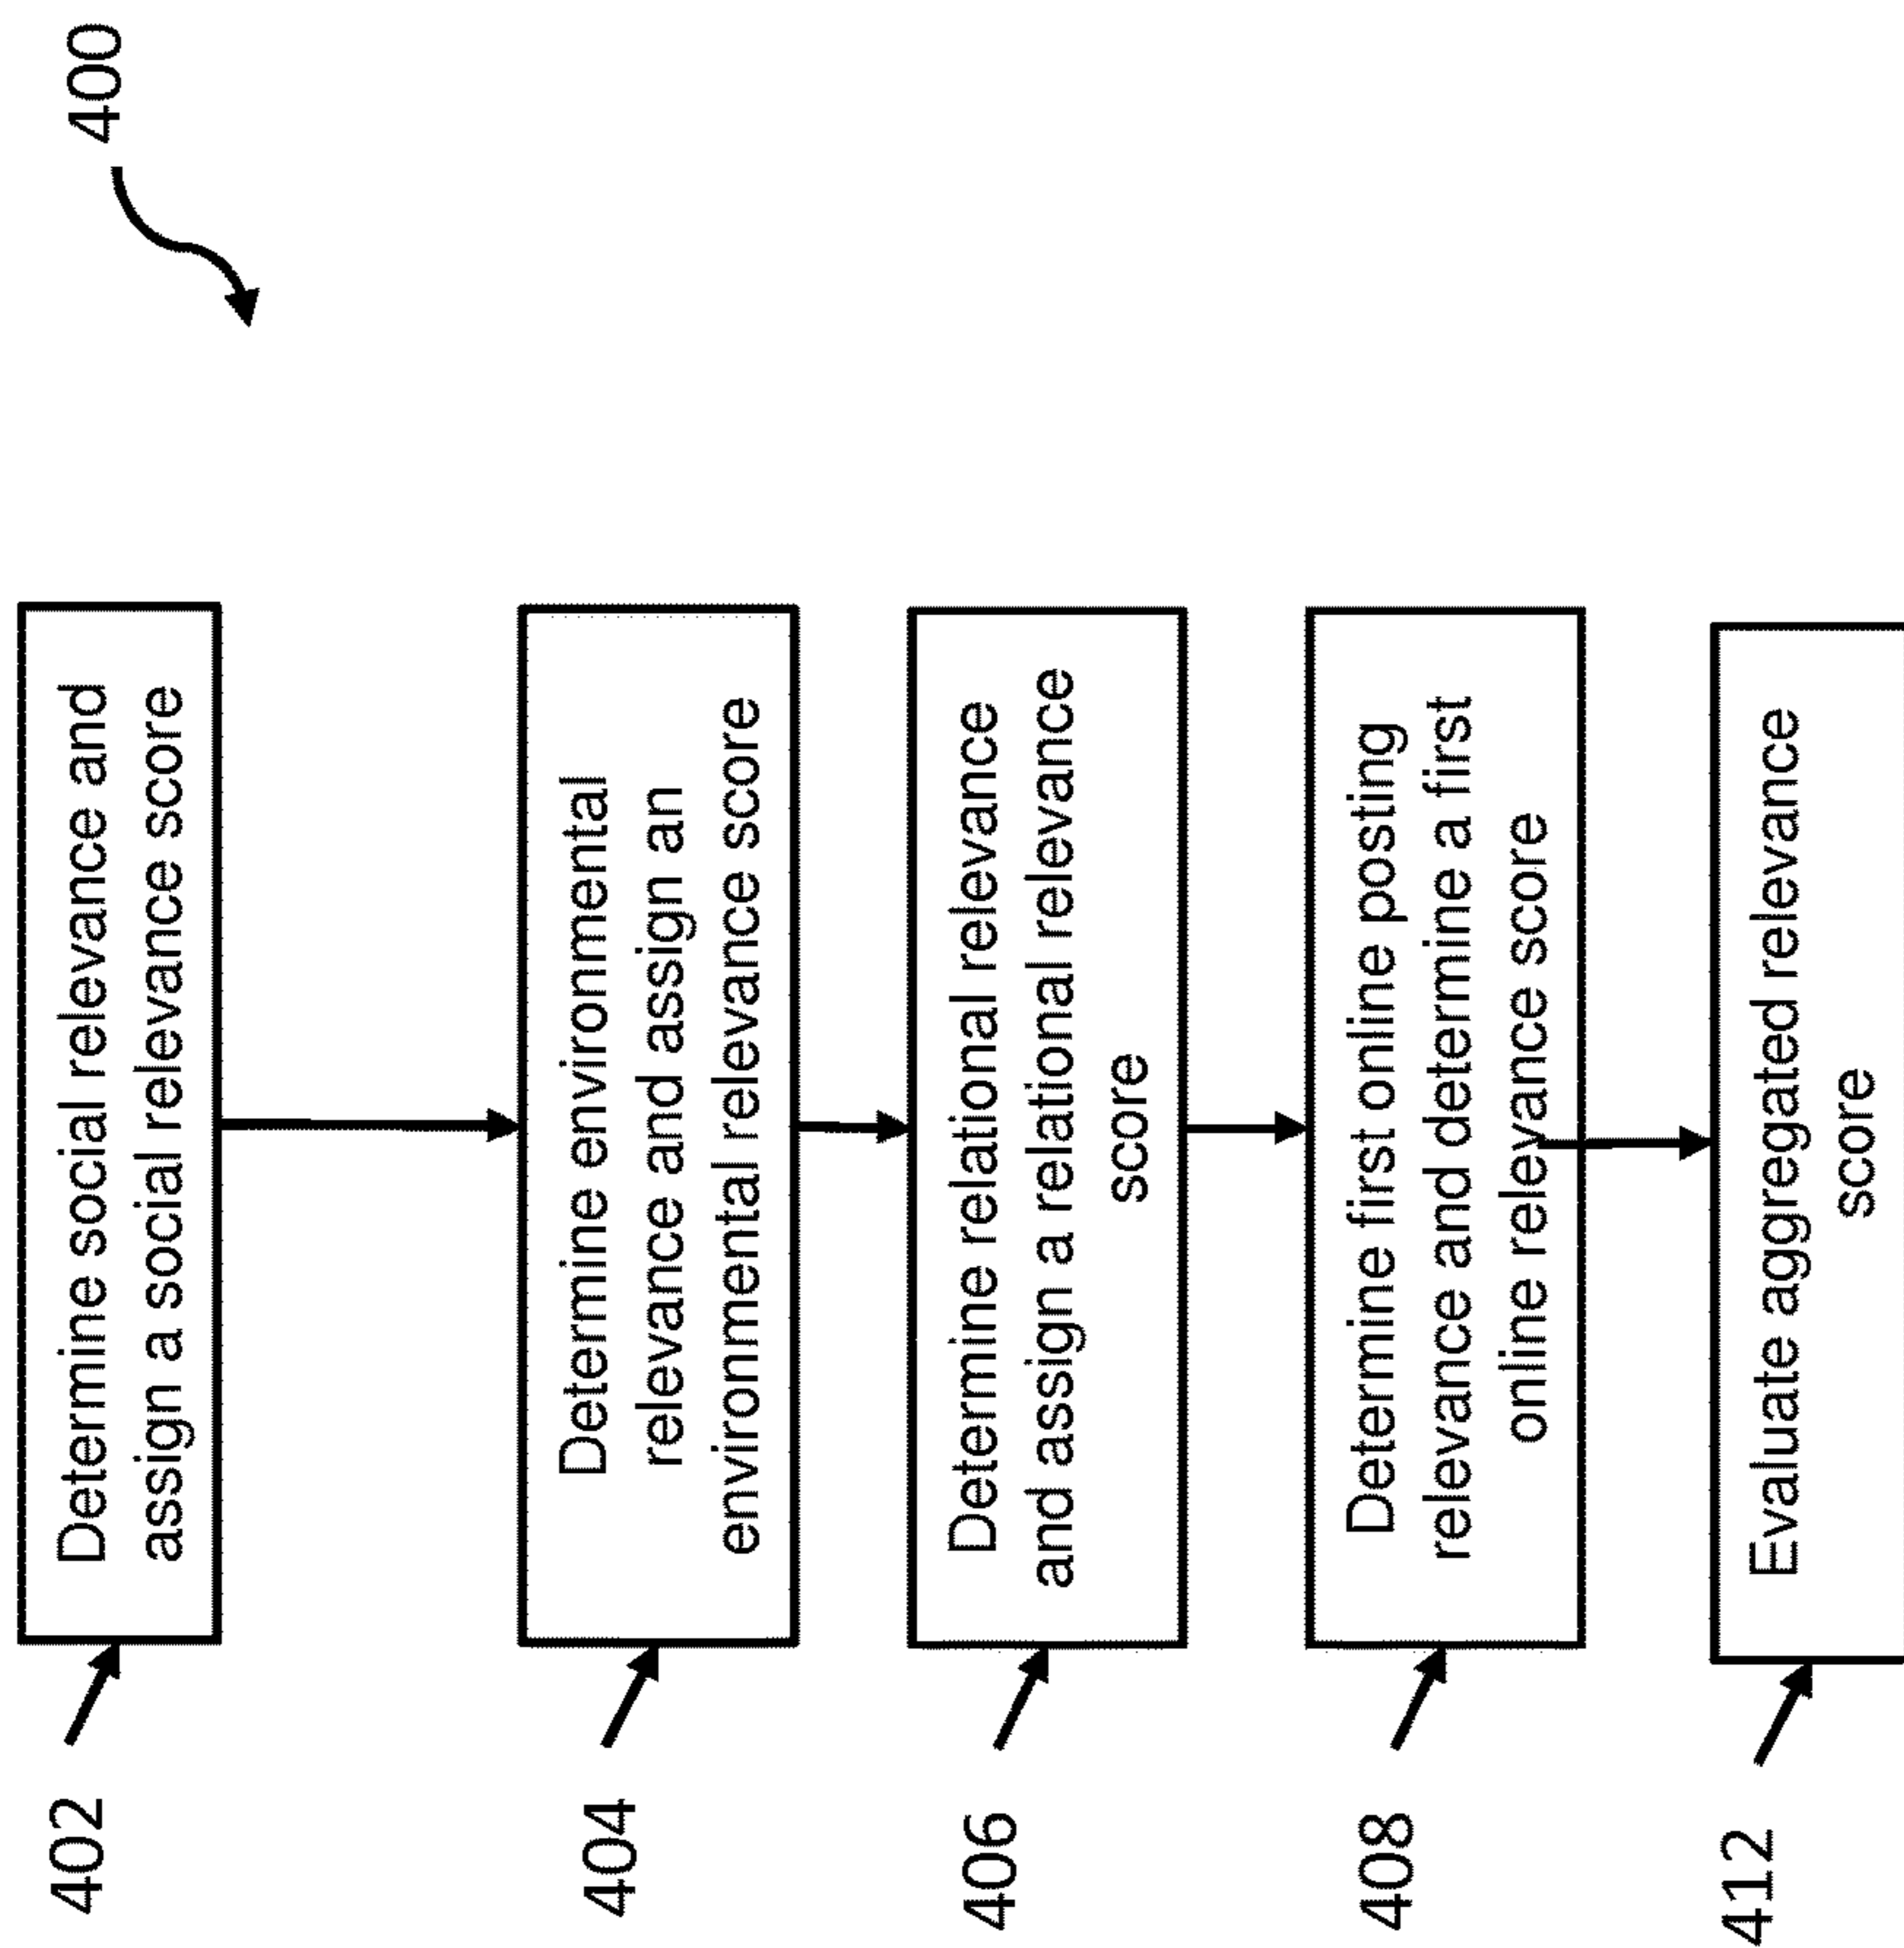 400
402
Determine social relevance and
assign a social relevance score
404
Determine environmental
relevance and assign an
environmental relevance score
406
Determine relational relevance
and assign a relational relevance
score
408
Determine first online posting
relevance and determine a first
online relevance score
412
Evaluate aggregated relevance
score